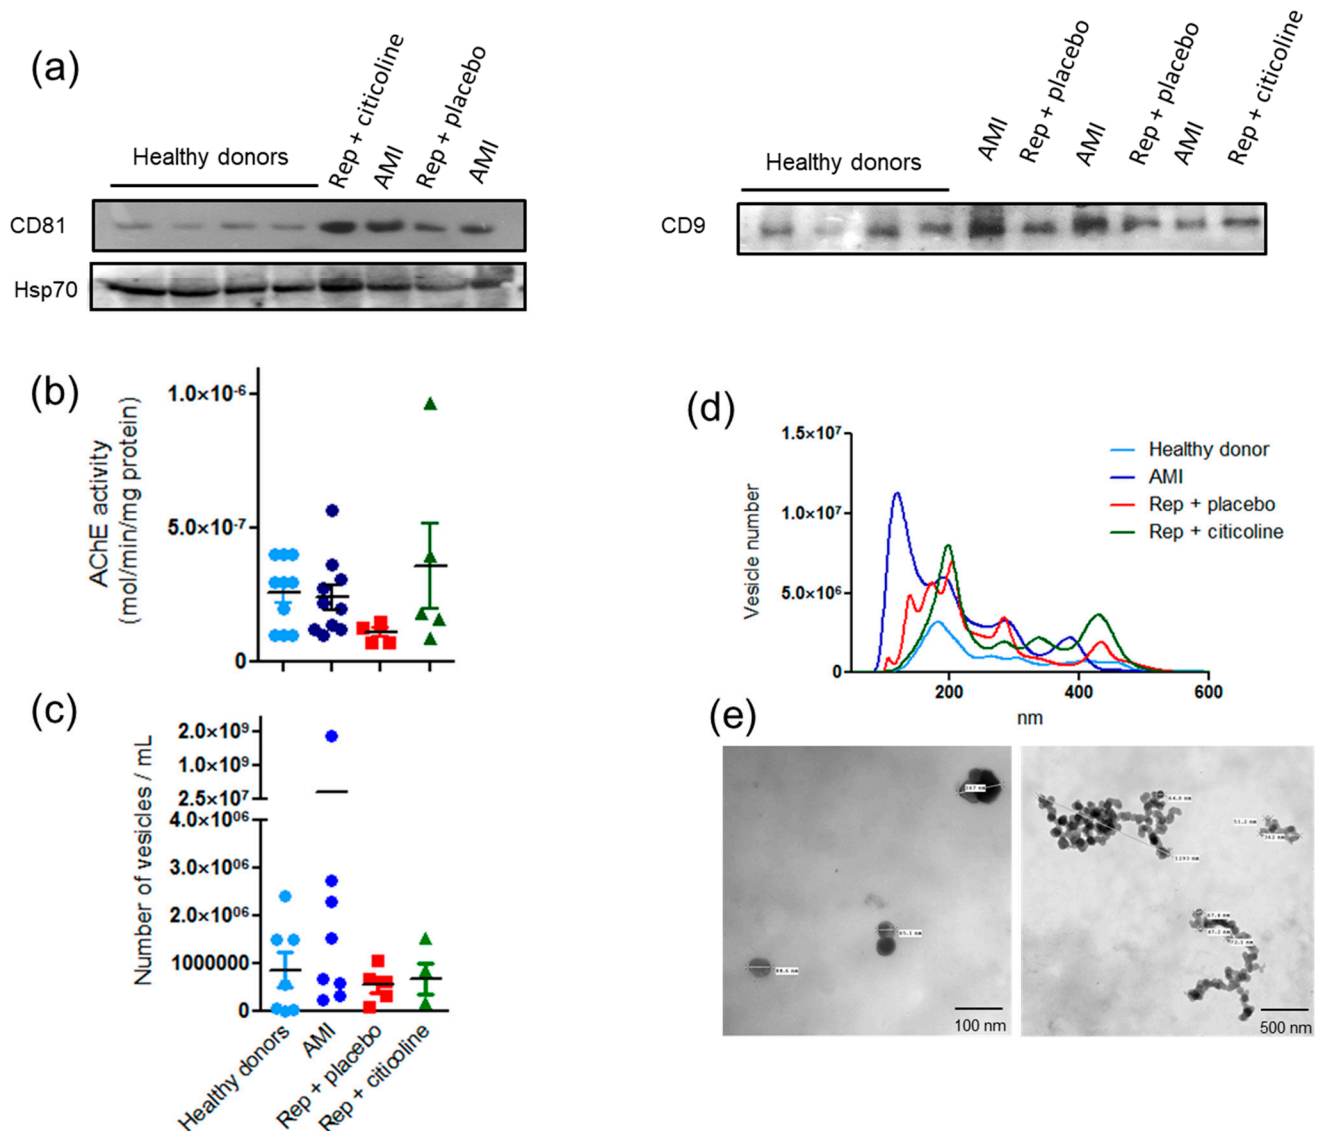 (a)
Healthy donors
Rep + citicoline
AMI
Rep + placebo
AMI
CD81
Hsp70
Healthy donors
AMI
Rep + placebo
AMI
Rep + placebo
AMI
Rep + citicoline
CD9
(b)
AChE activity
(mol/min/mg protein)
1.0×10⁻⁶
5.0×10⁻⁷
0
(c)
Number of vesicles / mL
2.0×10⁹
1.0×10⁹
2.5×10⁷
4.0×10⁰⁶
3.0×10⁰⁶
2.0×10⁰⁶
1000000
0
Healthy donors
AMI
Rep + placebo
Rep + citicoline
(d)
Vesicle number
1.5×10⁷
1.0×10⁷
5.0×10⁶
0
200
400
600
nm
Healthy donor
AMI
Rep + placebo
Rep + citicoline
(e)
100 nm
500 nm